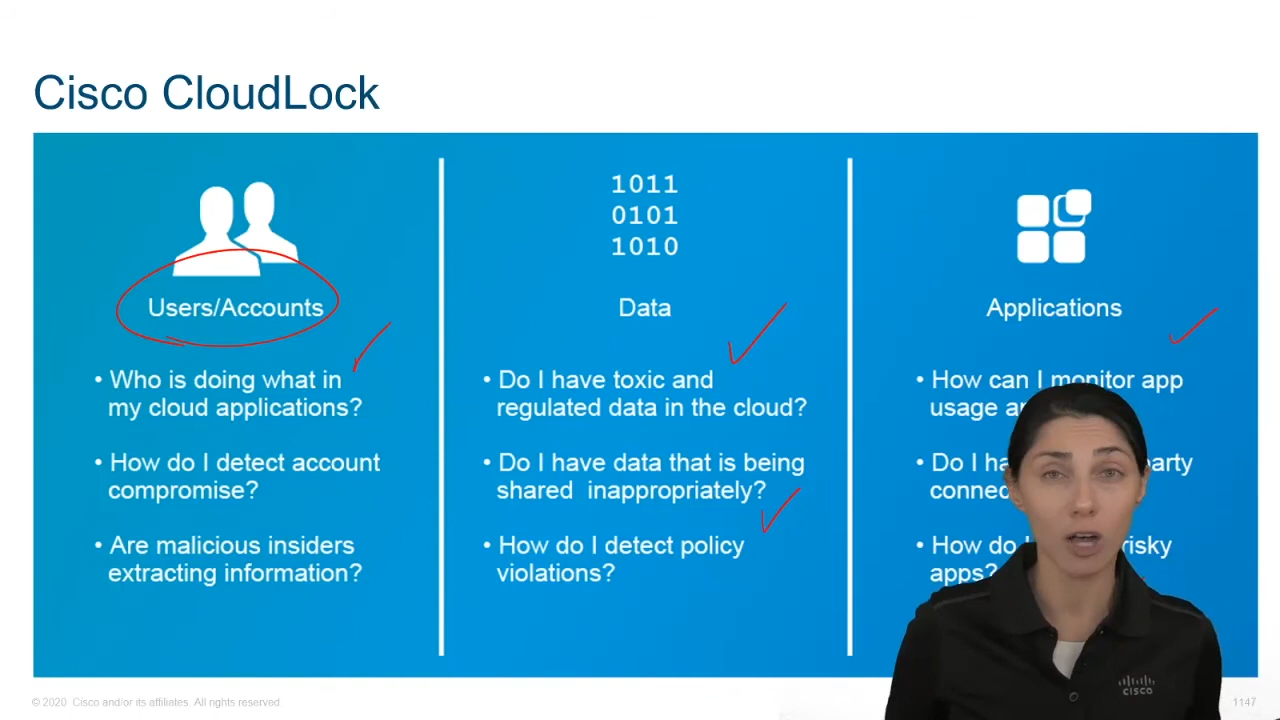 Cisco CloudLock
1011
0101
1010
Users/Accounts
Data
Applications
• Who is doing what in
my cloud applications?
• How do I detect account
compromise?
• Are malicious insiders
extracting information?
• Do I have toxic and
regulated data in the cloud?
• Do I have data that is being
shared inappropriately?
• How do I detect policy
violations?
• How can I monitor app
usage
• Do I
party
• How do I
risky
apps?
cisco
© 2020 Cisco and/or its affiliates. All rights reserved.
1147